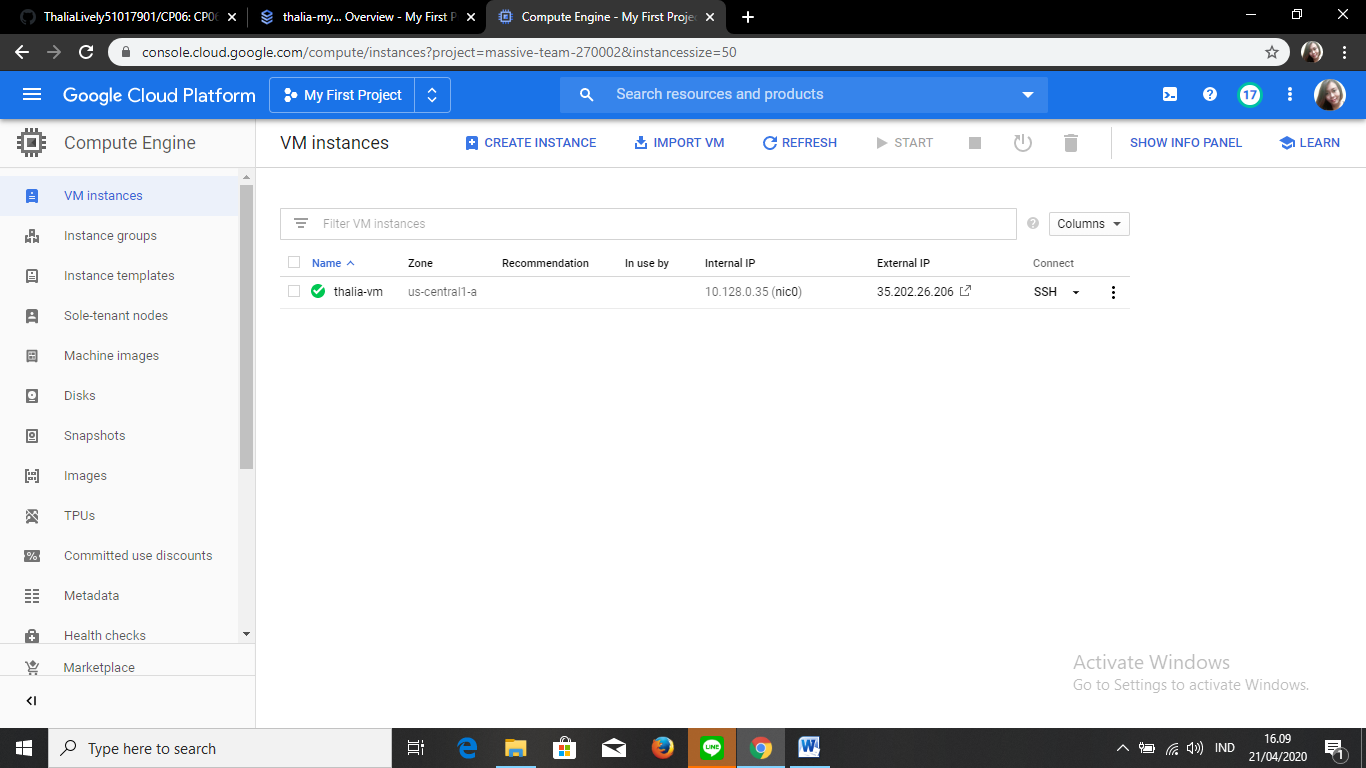 ThaliaLively51017901/CP06: CP06
thalia-my... Overview - My First P
Compute Engine - My First Projec
console.cloud.google.com/compute/instances?project=massive-team-270002&instancessize=50
Google Cloud Platform
My First Project
Search resources and products
17
Compute Engine
VM instances
CREATE INSTANCE
IMPORT VM
REFRESH
START
SHOW INFO PANEL
LEARN
VM instances
Instance groups
Instance templates
Sole-tenant nodes
Machine images
Disks
Snapshots
Images
TPUs
Committed use discounts
Metadata
Health checks
Marketplace
Filter VM instances
Columns
Name Zone Recommendation In use by Internal IP External IP Connect
thalia-vm us-central1-a 10.128.0.35 (nic0) 35.202.26.206 SSH
Activate Windows
Go to Settings to activate Windows.
Type here to search
LINE
IND
16.09
21/04/2020
1